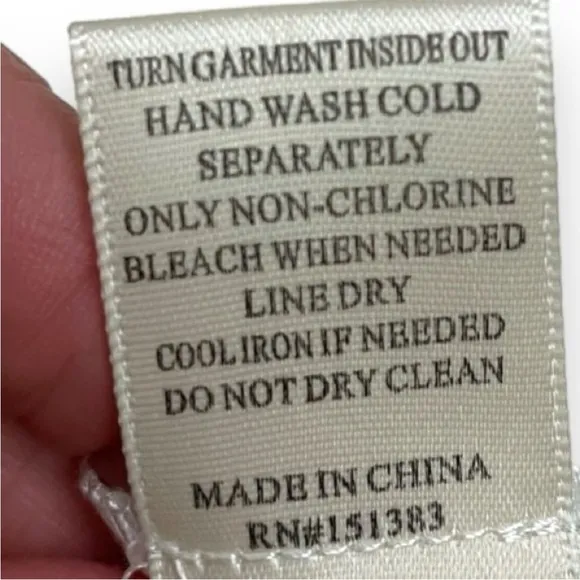 TURN GARMENT INSIDE OUT
HAND WASH COLD
SEPARATELY
ONLY NON-CHLORINE
BLEACH WHEN NEEDED
LINE DRY
COOL IRON IF NEEDED
DO NOT DRY CLEAN
MADE IN CHINA
RN#151383